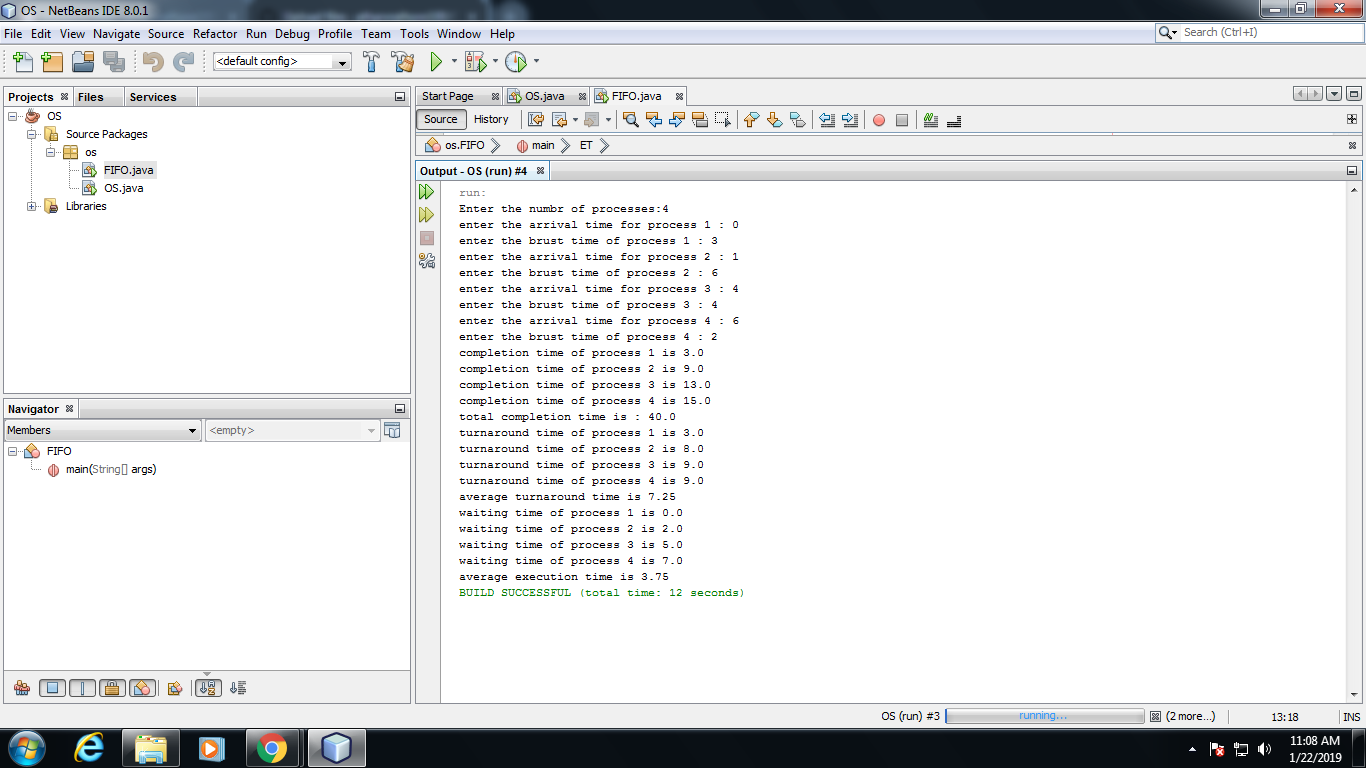 OS - NetBeans IDE 8.0.1
File Edit View Navigate Source Refactor Run Debug Profile Team Tools Window Help
Search (Ctrl+I)
<default config>
Projects Files Services
OS
Source Packages
os
FIFO.java
OS.java
Libraries
Navigator
Members
<empty>
FIFO
main(String[] args)
Start Page OS.java FIFO.java
Source History
os.FIFO main ET
Output - OS (run) #4
run:
Enter the numbr of processes:4
enter the arrival time for process 1 : 0
enter the brust time of process 1 : 3
enter the arrival time for process 2 : 1
enter the brust time of process 2 : 6
enter the arrival time for process 3 : 4
enter the brust time of process 3 : 4
enter the arrival time for process 4 : 6
enter the brust time of process 4 : 2
completion time of process 1 is 3.0
completion time of process 2 is 9.0
completion time of process 3 is 13.0
completion time of process 4 is 15.0
total completion time is : 40.0
turnaround time of process 1 is 3.0
turnaround time of process 2 is 8.0
turnaround time of process 3 is 9.0
turnaround time of process 4 is 9.0
average turnaround time is 7.25
waiting time of process 1 is 0.0
waiting time of process 2 is 2.0
waiting time of process 3 is 5.0
waiting time of process 4 is 7.0
average execution time is 3.75
BUILD SUCCESSFUL (total time: 12 seconds)
OS (run) #3 running... (2 more...) 13:18 INS
11:08 AM
1/22/2019